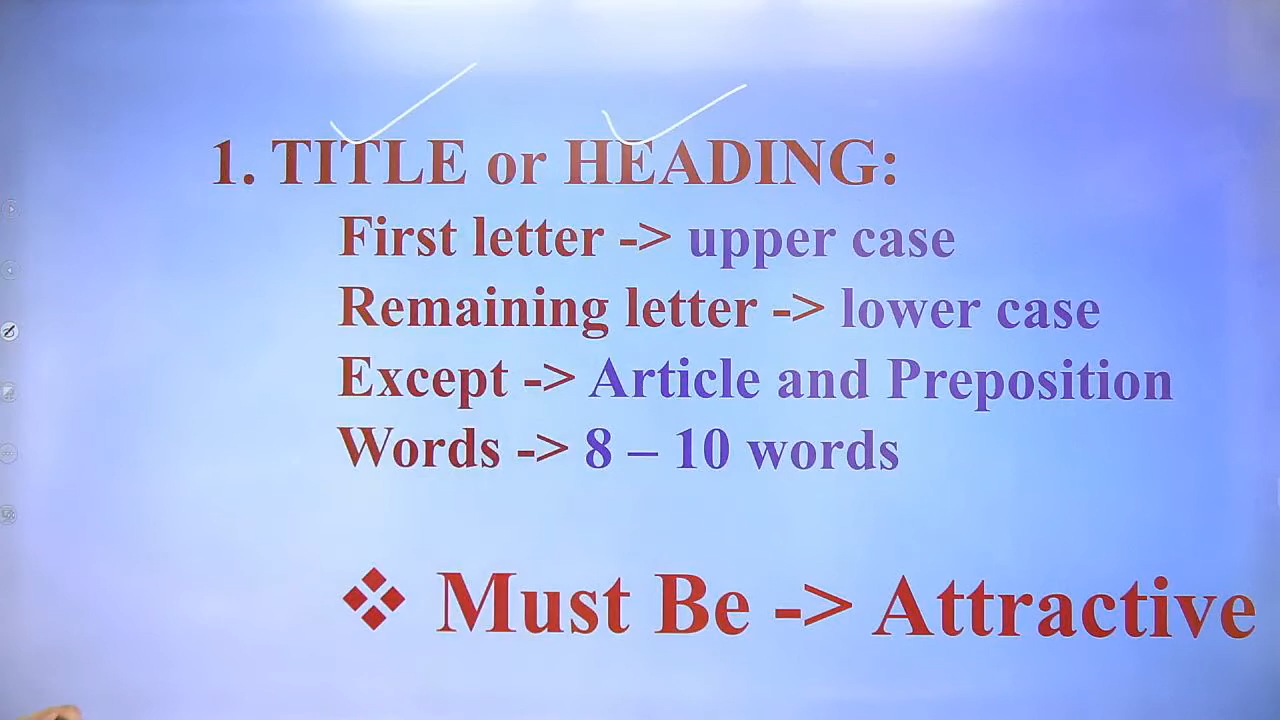 1. TITLE or HEADING:
First letter -> upper case
Remaining letter -> lower case
Except -> Article and Preposition
Words -> 8 – 10 words
❖ Must Be -> Attractive